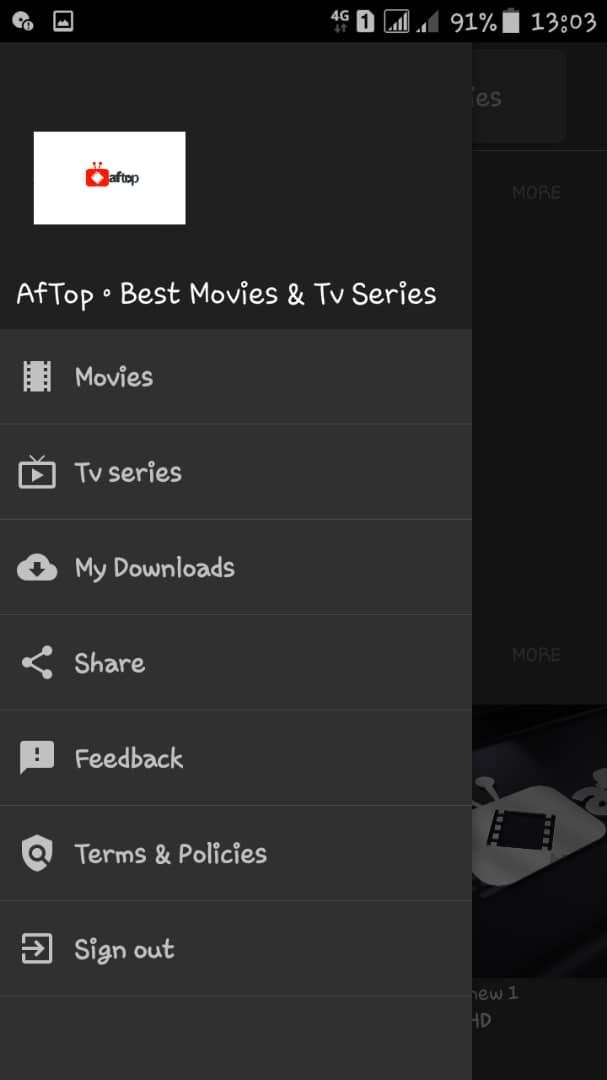 4G 1 91% 13:03
ies
aftop
MORE
AfTop • Best Movies & Tv Series
Movies
Tv series
My Downloads
Share
MORE
Feedback
Terms & Policies
Sign out
new 1
HD